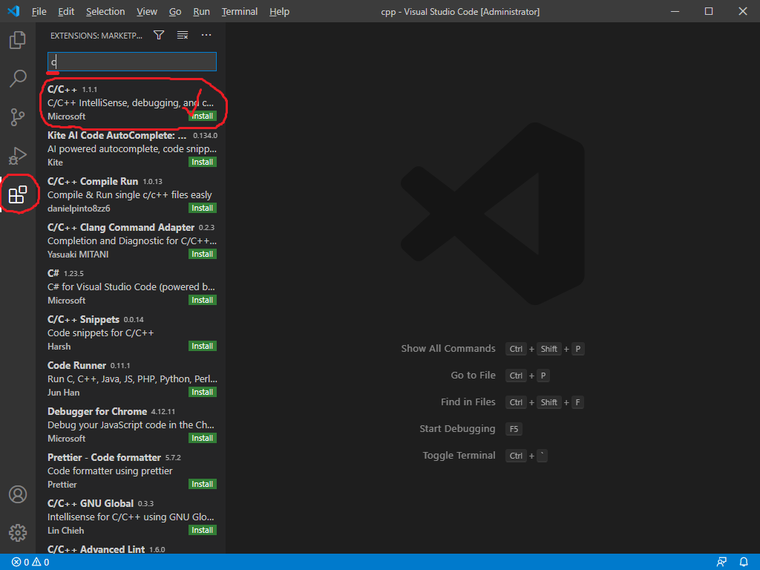 File Edit Selection View Go Run Terminal Help cpp - Visual Studio Code [Administrator]
EXTENSIONS: MARKETP...
c
C/C++ 1.1.1
C/C++ IntelliSense, debugging, and c...
Microsoft Install
Kite AI Code AutoComplete: ... 0.134.0
AI powered autocomplete, code snipp...
Kite Install
C/C++ Compile Run 1.0.13
Compile & Run single c/c++ files easly
danielpinto8zz6 Install
C/C++ Clang Command Adapter 0.2.3
Completion and Diagnostic for C/C++...
Yasuaki MITANI Install
C# 1.23.5
C# for Visual Studio Code (powered b...
Microsoft Install
C/C++ Snippets 0.0.14
Code snippets for C/C++
Harsh Install
Code Runner 0.11.1
Run C, C++, Java, JS, PHP, Python, Perl...
Jun Han Install
Debugger for Chrome 4.12.11
Debug your JavaScript code in the Ch...
Microsoft Install
Prettier - Code formatter 5.7.2
Code formatter using prettier
Prettier Install
C/C++ GNU Global 0.3.3
Intellisense for C/C++ using GNU Glo...
Lin Chieh Install
C/C++ Advanced Lint 1.6.0
Show All Commands Ctrl + Shift + P
Go to File Ctrl + P
Find in Files Ctrl + Shift + F
Start Debugging F5
Toggle Terminal Ctrl + `
0 0